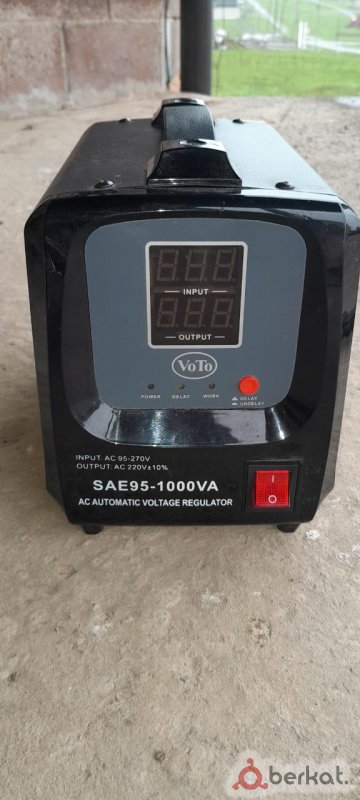 INPUT
OUTPUT
VoTo
POWER DELAY WORK
DELAY
UNDELAY
INPUT: AC 95-270V
OUTPUT: AC 220V±10%
SAE95-1000VA
AC AUTOMATIC VOLTAGE REGULATOR
berkat.